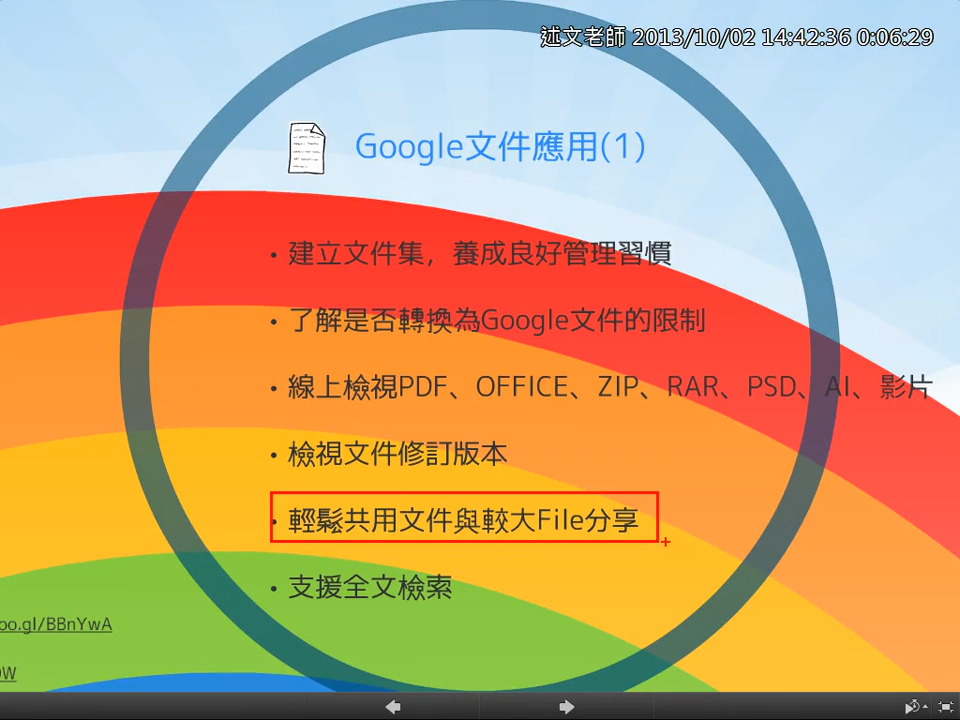 述文老師 2013/10/02 14:42:36 0:06:29
Google文件應用(1)
• 建立文件集，養成良好管理習慣
• 了解是否轉換為Google文件的限制
• 線上檢視PDF、OFFICE、ZIP、RAR、PSD、AI、影片
• 檢視文件修訂版本
• 輕鬆共用文件與較大File分享
• 支援全文檢索
oo.gl/BBnYwA